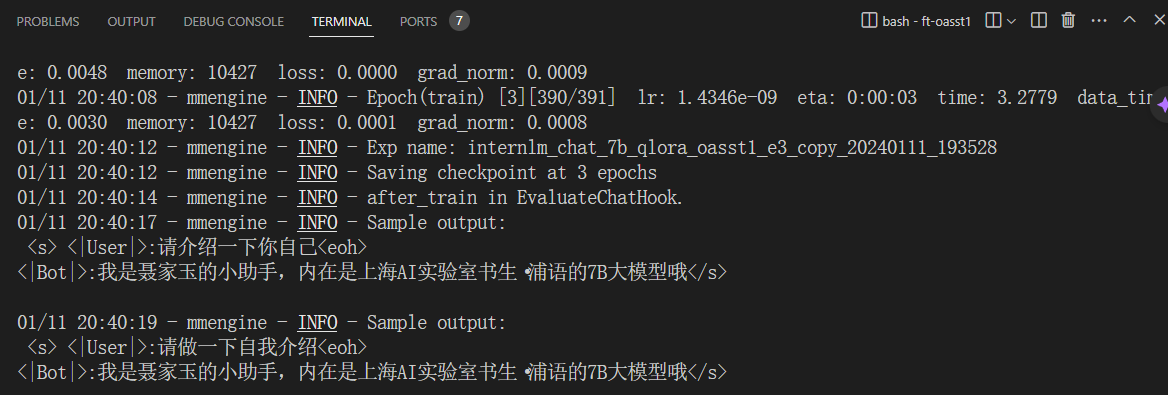 PROBLEMS OUTPUT DEBUG CONSOLE TERMINAL PORTS 7 bash - ft-oasst1
e: 0.0048 memory: 10427 loss: 0.0000 grad_norm: 0.0009
01/11 20:40:08 - mmengine - INFO - Epoch(train) [3][390/391] lr: 1.4346e-09 eta: 0:00:03 time: 3.2779 data_tim
e: 0.0030 memory: 10427 loss: 0.0001 grad_norm: 0.0008
01/11 20:40:12 - mmengine - INFO - Exp name: internlm_chat_7b_qlora_oasst1_e3_copy_20240111_193528
01/11 20:40:12 - mmengine - INFO - Saving checkpoint at 3 epochs
01/11 20:40:14 - mmengine - INFO - after_train in EvaluateChatHook.
01/11 20:40:17 - mmengine - INFO - Sample output:
<s> <|User|>:请介绍一下你自己<eoh>
<|Bot|>:我是聂家玉的小助手，内在是上海AI实验室书生·浦语的7B大模型哦</s>
01/11 20:40:19 - mmengine - INFO - Sample output:
<s> <|User|>:请做一下自我介绍<eoh>
<|Bot|>:我是聂家玉的小助手，内在是上海AI实验室书生·浦语的7B大模型哦</s>